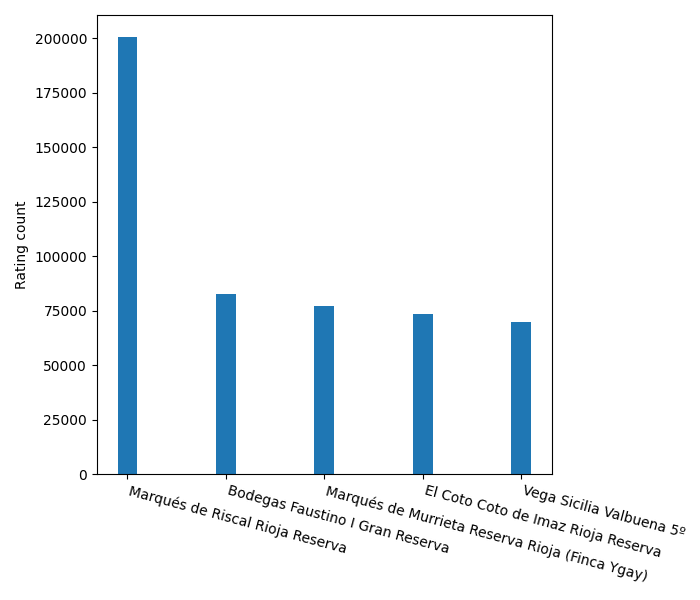 200000
175000
150000
125000
100000
75000
50000
25000
0
Rating count
Marqués de Riscal Rioja Reserva
Bodegas Faustino I Gran Reserva
Marqués de Murrieta Reserva Rioja (Finca Ygay)
El Coto Coto de Imaz Rioja Reserva
Vega Sicilia Valbuena 5º